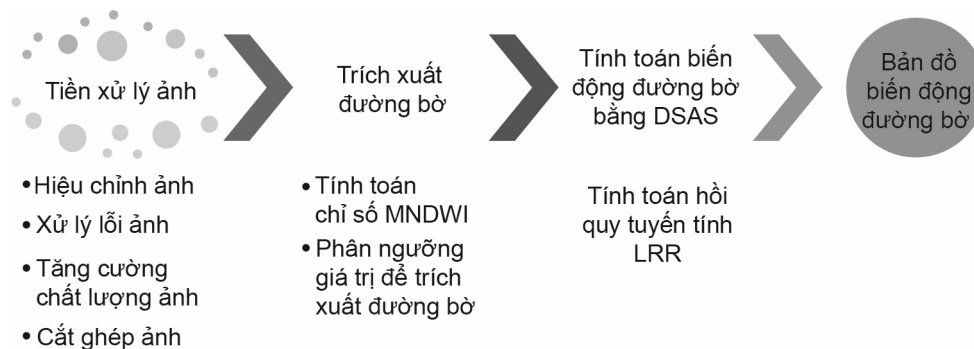 Tiền xử lý ảnh
Trích xuất
đường bờ
Tính toán biến
động đường bờ
bằng DSAS
Bản đồ
biến động
đường bờ
• Hiệu chỉnh ảnh
• Xử lý lỗi ảnh
• Tăng cường
chất lượng ảnh
• Cắt ghép ảnh
• Tính toán
chỉ số MNDWI
• Phân ngưỡng
giá trị để trích
xuất đường bờ
Tính toán hồi
quy tuyến tính
LRR